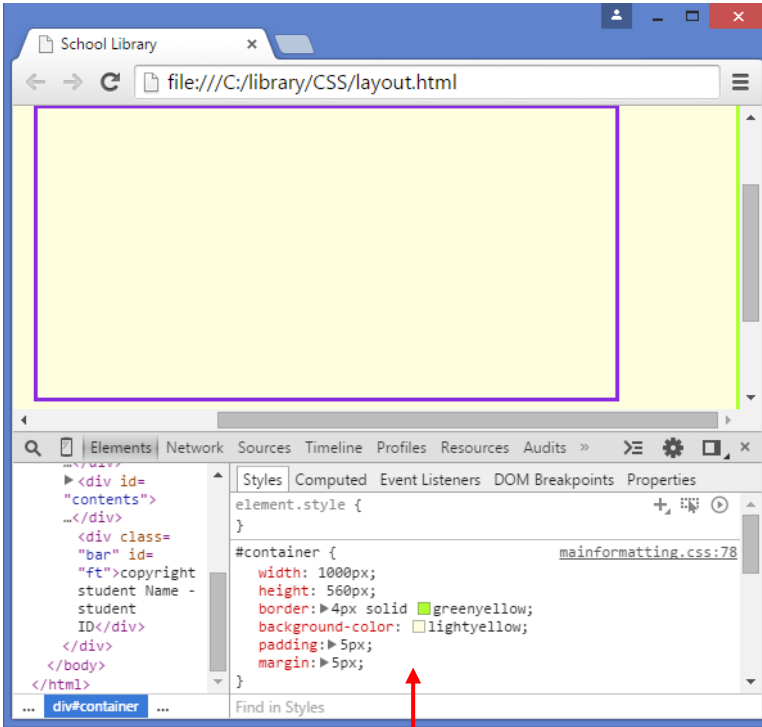 School Library ×
file:///C:/library/CSS/layout.html
Elements Network Sources Timeline Profiles Resources Audits »
…</div>
▶<div id=
"contents">
…</div>
<div class=
"bar" id=
"ft">copyright
student Name -
student
ID</div>
</div>
</body>
</html>
... div#container ...
Styles Computed Event Listeners DOM Breakpoints Properties
element.style {
}
#container { mainformatting.css:78
width: 1000px;
height: 560px;
border:▶4px solid greenyellow;
background-color: lightyellow;
padding:▶5px;
margin:▶5px;
}
Find in Styles